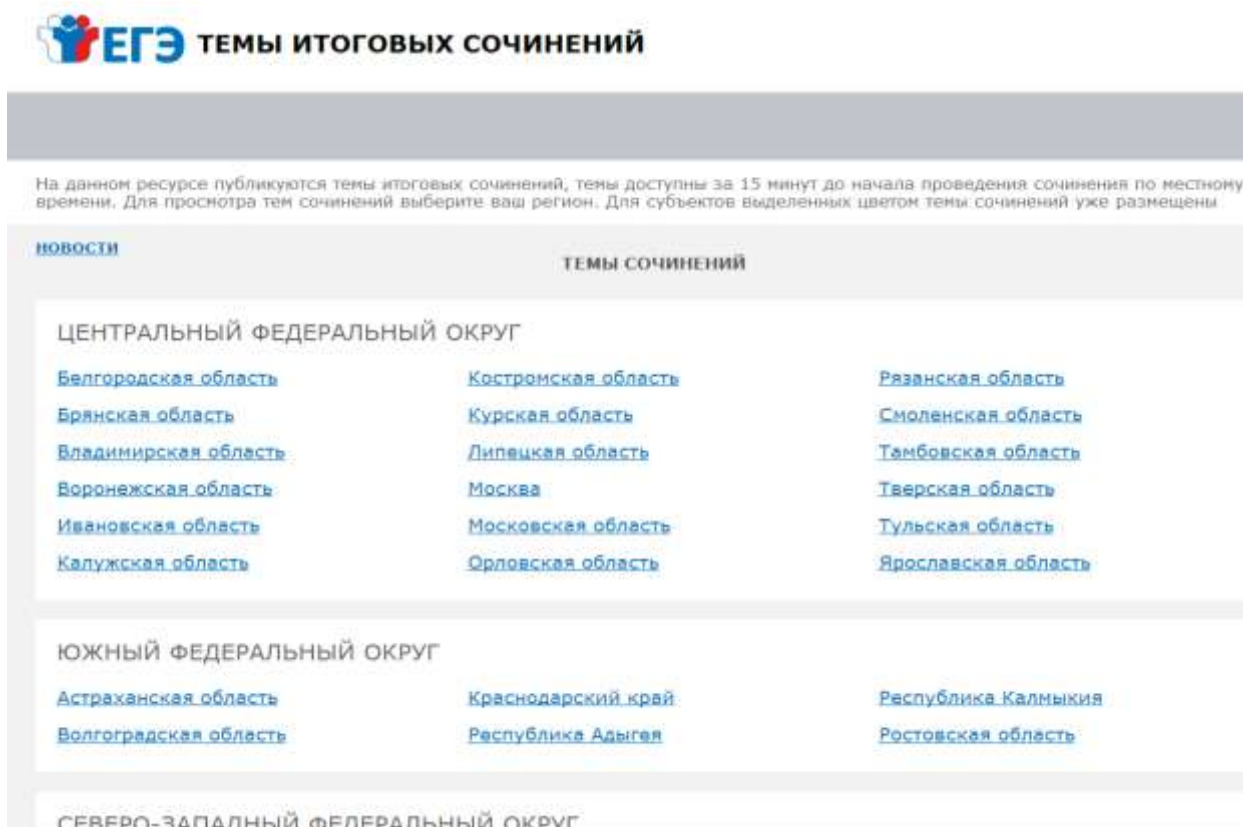 ЕГЭ ТЕМЫ ИТОГОВЫХ СОЧИНЕНИЙ
На данном ресурсе публикуются темы итоговых сочинений, темы доступны за 15 минут до начала проведения сочинения по местному
времени. Для просмотра тем сочинений выберите ваш регион. Для субъектов выделенных цветом темы сочинений уже размещены
НОВОСТИ
ТЕМЫ СОЧИНЕНИЙ
ЦЕНТРАЛЬНЫЙ ФЕДЕРАЛЬНЫЙ ОКРУГ
Белгородская область Костромская область Рязанская область
Брянская область Курская область Смоленская область
Владимирская область Липецкая область Тамбовская область
Воронежская область Москва Тверская область
Ивановская область Московская область Тульская область
Калужская область Орловская область Ярославская область
ЮЖНЫЙ ФЕДЕРАЛЬНЫЙ ОКРУГ
Астраханская область Краснодарский край Республика Калмыкия
Волгоградская область Республика Адыгея Ростовская область
СЕВЕРО-ЗАПАДНЫЙ ФЕДЕРАЛЬНЫЙ ОКРУГ